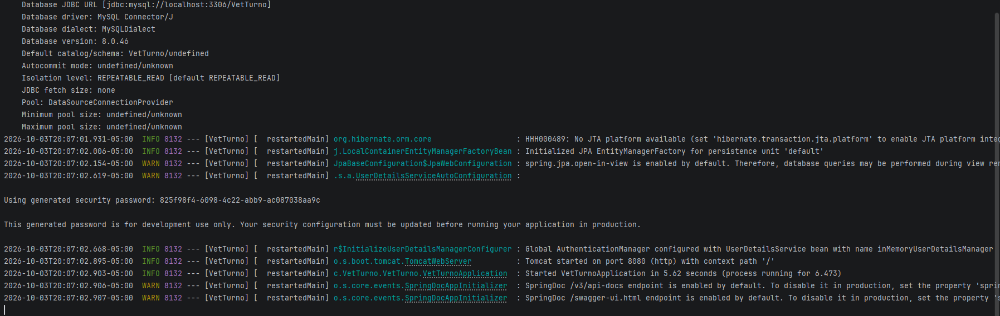 Database JDBC URL [jdbc:mysql://localhost:3306/VetTurno]
Database driver: MySQL Connector/J
Database dialect: MySQLDialect
Database version: 8.0.46
Default catalog/schema: VetTurno/undefined
Autocommit mode: undefined/unknown
Isolation level: REPEATABLE_READ [default REPEATABLE_READ]
JDBC fetch size: none
Pool: DataSourceConnectionProvider
Minimum pool size: undefined/unknown
Maximum pool size: undefined/unknown
2026-10-03T20:07:01.931-05:00  INFO 8132 --- [VetTurno] [  restartedMain] org.hibernate.orm.core                   : HHH000489: No JTA platform available (set 'hibernate.transaction.jta.platform' to enable JTA platform integ
2026-10-03T20:07:02.006-05:00  INFO 8132 --- [VetTurno] [  restartedMain] j.LocalContainerEntityManagerFactoryBean : Initialized JPA EntityManagerFactory for persistence unit 'default'
2026-10-03T20:07:02.154-05:00  WARN 8132 --- [VetTurno] [  restartedMain] JpaBaseConfiguration$JpaWebConfiguration : spring.jpa.open-in-view is enabled by default. Therefore, database queries may be performed during view ren
2026-10-03T20:07:02.619-05:00  WARN 8132 --- [VetTurno] [  restartedMain] .s.a.UserDetailsServiceAutoConfiguration :
Using generated security password: 825f98f4-6098-4c22-abb9-ac087038aa9c
This generated password is for development use only. Your security configuration must be updated before running your application in production.
2026-10-03T20:07:02.668-05:00  INFO 8132 --- [VetTurno] [  restartedMain] r$InitializeUserDetailsManagerConfigurer : Global AuthenticationManager configured with UserDetailsService bean with name inMemoryUserDetailsManager
2026-10-03T20:07:02.895-05:00  INFO 8132 --- [VetTurno] [  restartedMain] o.s.boot.tomcat.TomcatWebServer          : Tomcat started on port 8080 (http) with context path '/'
2026-10-03T20:07:02.903-05:00  INFO 8132 --- [VetTurno] [  restartedMain] c.VetTurno.VetTurno.VetTurnoApplication  : Started VetTurnoApplication in 5.62 seconds (process running for 6.473)
2026-10-03T20:07:02.906-05:00  WARN 8132 --- [VetTurno] [  restartedMain] o.s.core.events.SpringDocAppInitializer  : SpringDoc /v3/api-docs endpoint is enabled by default. To disable it in production, set the property 'sprin
2026-10-03T20:07:02.907-05:00  WARN 8132 --- [VetTurno] [  restartedMain] o.s.core.events.SpringDocAppInitializer  : SpringDoc /swagger-ui.html endpoint is enabled by default. To disable it in production, set the property 's